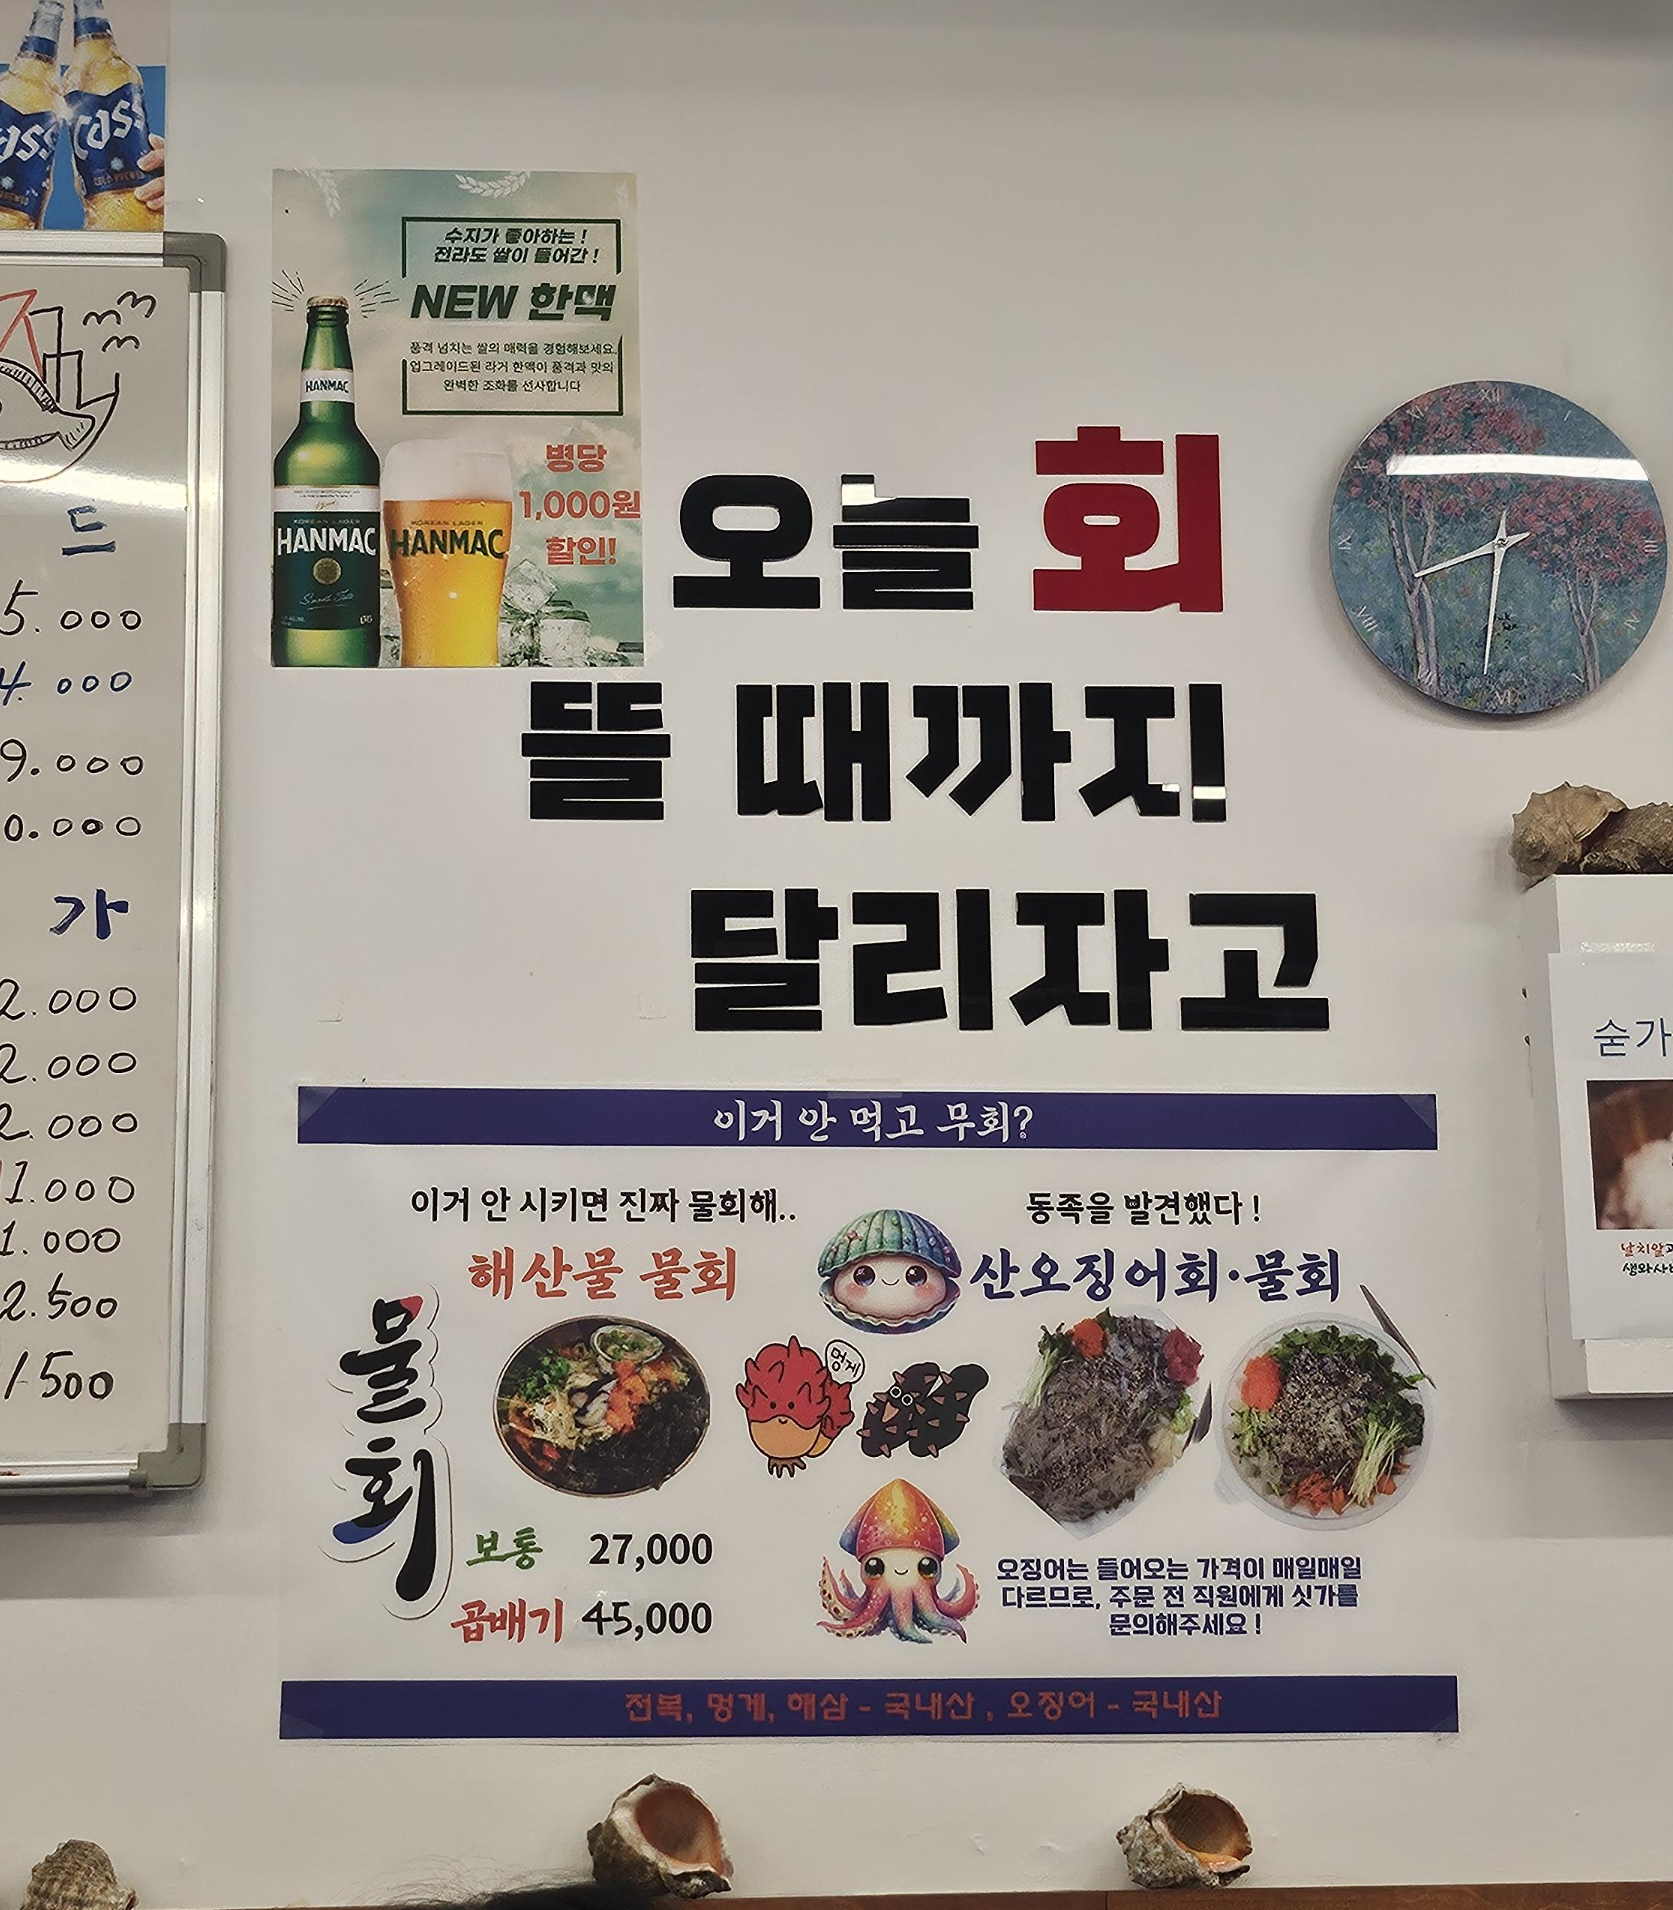 Cass
수지가 좋아하는 !
전라도 쌀이 들어간 !
NEW 한맥
풍격 넘치는 쌀의 매력을 경험해보세요.
업그레이드된 라거 한맥이 풍격과 맛의
완벽한 조화를 선사합니다
HANMAC
병당
1,000원
할인!
KOREAN LAGER
HANMAC
KOREAN LAGER
HANMAC
오늘 회
뜰 때까지
달리자고
드
5.000
4.000
9.000
0.000
가
2.000
2.000
2.000
1.000
1.000
2.500
1500
이거 안 먹고 무회?
이거 안 시키면 진짜 물회해..
해산물 물회
동족을 발견했다 !
산오징어회·물회
물회
멍게
보통 27,000
곱배기 45,000
오징어는 들어오는 가격이 매일매일
다르므로, 주문 전 직원에게 싯가를
문의해주세요 !
전복, 멍게, 해삼 - 국내산 , 오징어 - 국내산
숟가
날치알과